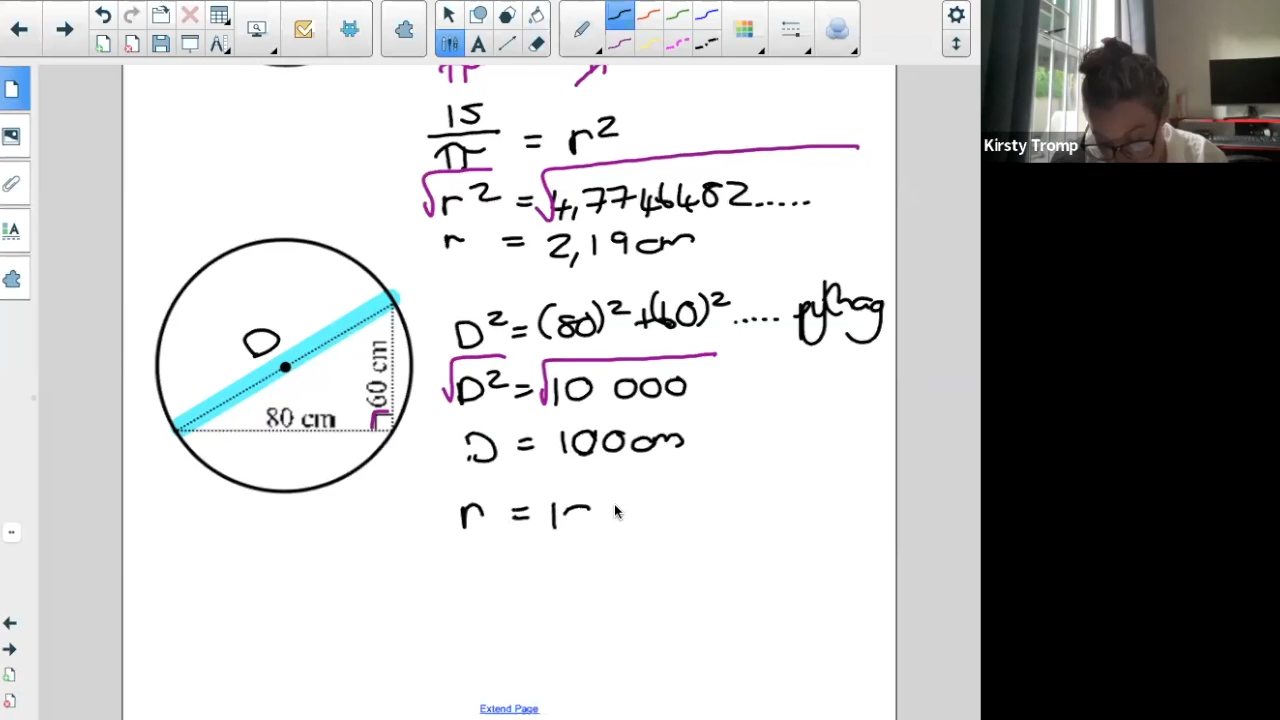 15
π = r²
r² = 4,7746482.....
r = 2,19cm
Kirsty Tromp
D
60 cm
80 cm
D² = (80)² + (60)² ..... pythag
D² = 10 000
D = 100cm
r =
Extend Page